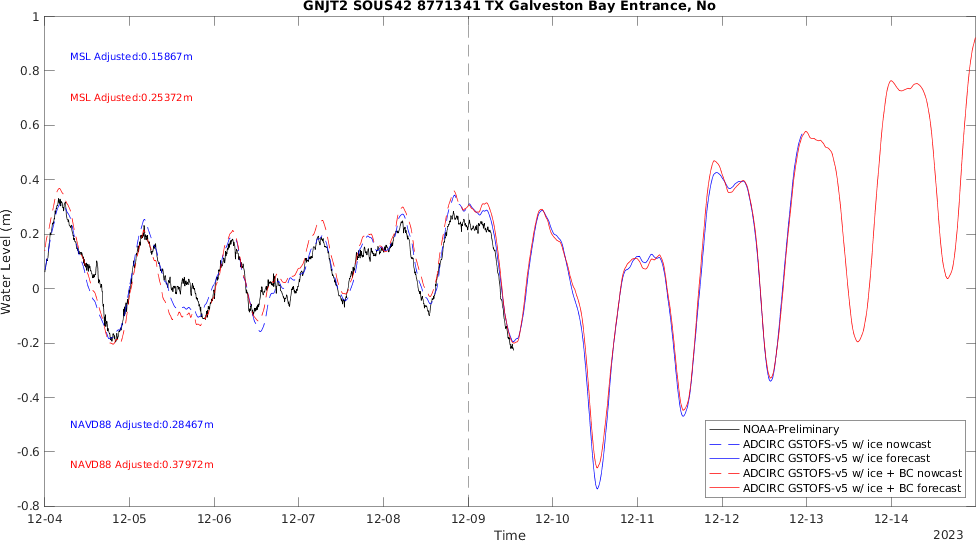 GNJT2 SOUS42 8771341 TX Galveston Bay Entrance, No
1
0.8
0.6
0.4
0.2
0
-0.2
-0.4
-0.6
-0.8
Water Level (m)
MSL Adjusted:0.15867m
MSL Adjusted:0.25372m
NAVD88 Adjusted:0.28467m
NAVD88 Adjusted:0.37972m
NOAA-Preliminary
ADCIRC GSTOFS-v5 w/ ice nowcast
ADCIRC GSTOFS-v5 w/ ice forecast
ADCIRC GSTOFS-v5 w/ ice + BC nowcast
ADCIRC GSTOFS-v5 w/ ice + BC forecast
12-04 12-05 12-06 12-07 12-08 12-09 12-10 12-11 12-12 12-13 12-14
Time
2023